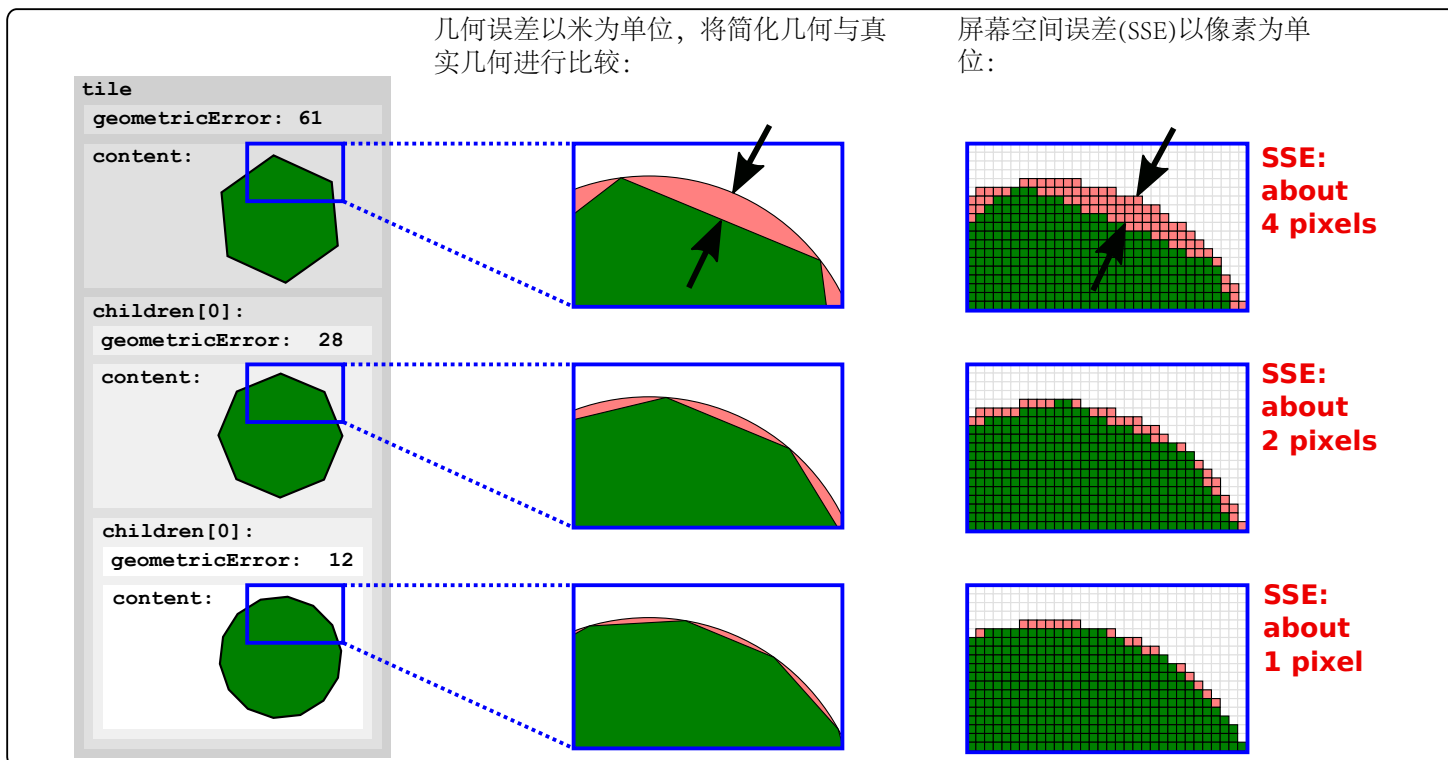 几何误差以米为单位，将简化几何与真
实几何进行比较：
屏幕空间误差(SSE)以像素为单
位：
tile
geometricError: 61
content:
SSE:
about
4 pixels
children[0]:
geometricError: 28
content:
SSE:
about
2 pixels
children[0]:
geometricError: 12
content:
SSE:
about
1 pixel